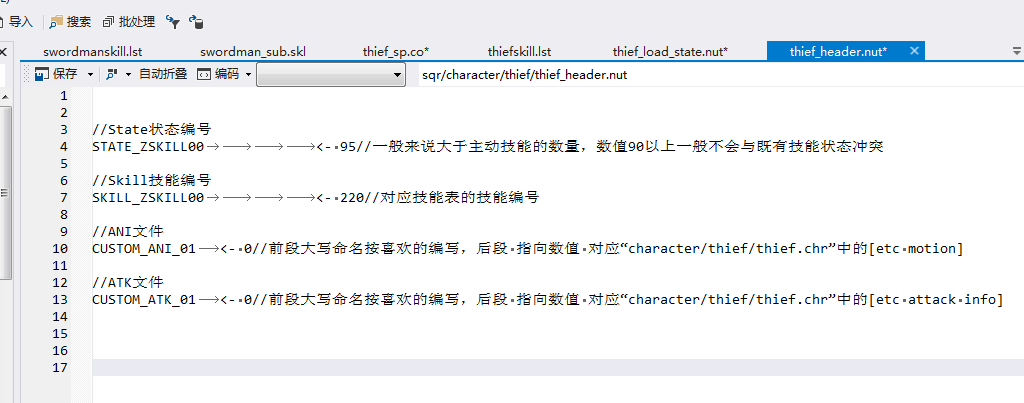 导入 搜索 批处理
swordmanskill.lst swordman_sub.skl thief_sp.co* thiefskill.lst thief_load_state.nut* thief_header.nut*
保存 自动折叠 编码 sqr/character/thief/thief_header.nut
1
2
3 //State状态编号
4 STATE_ZSKILL00 <- 95//一般来说大于主动技能的数量，数值90以上一般不会与既有技能状态冲突
5
6 //Skill技能编号
7 SKILL_ZSKILL00 <- 220//对应技能表的技能编号
8
9 //ANI文件
10 CUSTOM_ANI_01 <- 0//前段大写命名按喜欢的编写，后段 指向数值 对应“character/thief/thief.chr”中的[etc motion]
11
12 //ATK文件
13 CUSTOM_ATK_01 <- 0//前段大写命名按喜欢的编写，后段 指向数值 对应“character/thief/thief.chr”中的[etc attack info]
14
15
16
17